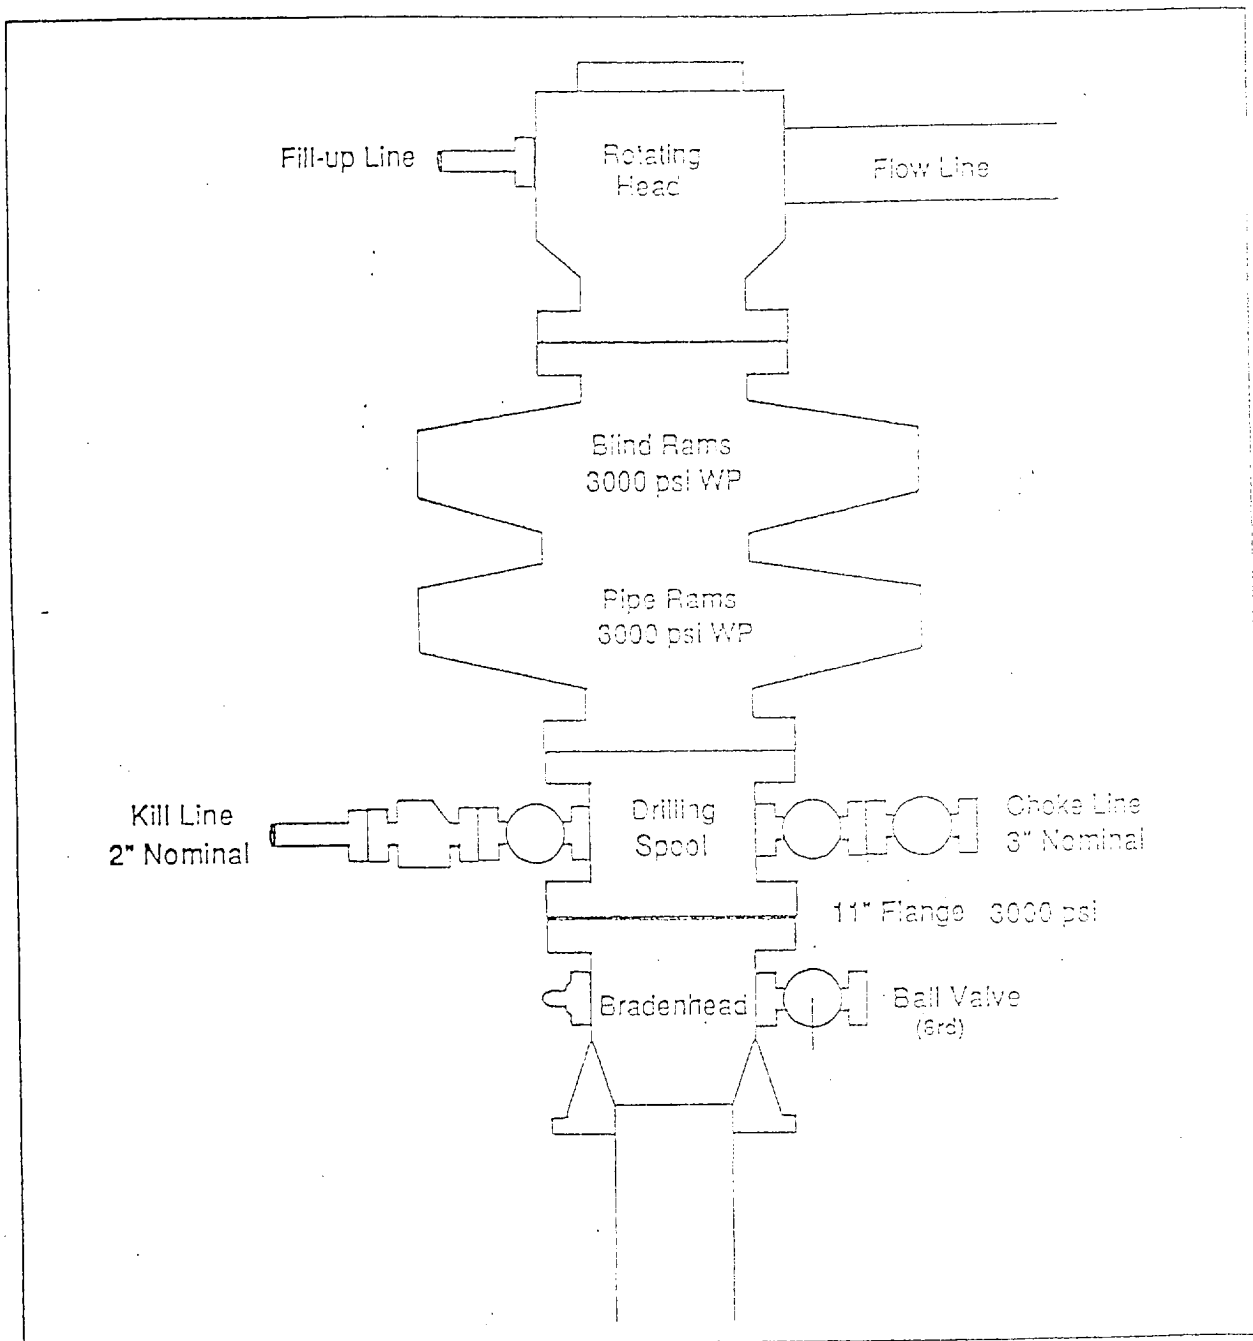 Fill-up Line
Rotating
Head
Flow Line
Blind Rams
3000 psi WP
Pipe Rams
3000 psi WP
Kill Line
2" Nominal
Drilling
Spool
Choke Line
3" Nominal
11" Flange 3000 psi
Bradenhead
Ball Valve